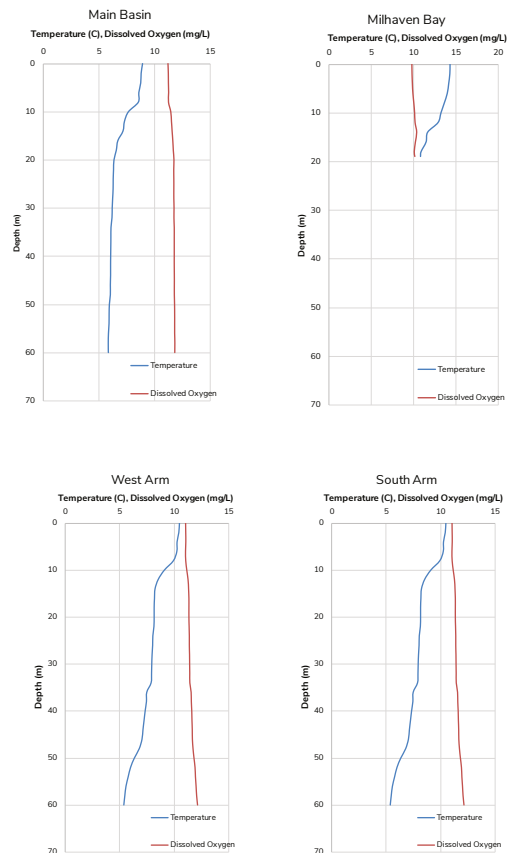 Main Basin
Temperature (C), Dissolved Oxygen (mg/L)
0 5 10 15
0
10
20
30
40
50
60
70
Depth (m)
Temperature
Dissolved Oxygen
Milhaven Bay
Temperature (C), Dissolved Oxygen (mg/L)
0 5 10 15 20
0
10
20
30
40
50
60
70
Depth (m)
Temperature
Dissolved Oxygen
West Arm
Temperature (C), Dissolved Oxygen (mg/L)
0 5 10 15
0
10
20
30
40
50
60
70
Depth (m)
Temperature
Dissolved Oxygen
South Arm
Temperature (C), Dissolved Oxygen (mg/L)
0 5 10 15
0
10
20
30
40
50
60
70
Depth (m)
Temperature
Dissolved Oxygen